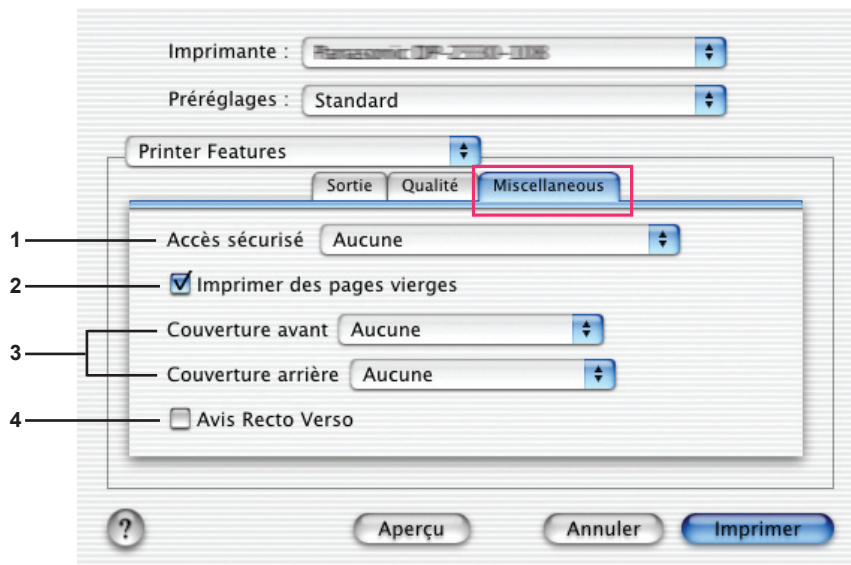 Imprimante :
Préréglages : Standard
Printer Features
Sortie Qualité Miscellaneous
1 Accès sécurisé Aucune
2 Imprimer des pages vierges
3
Couverture avant Aucune
Couverture arrière Aucune
4 Avis Recto Verso
? Aperçu Annuler Imprimer